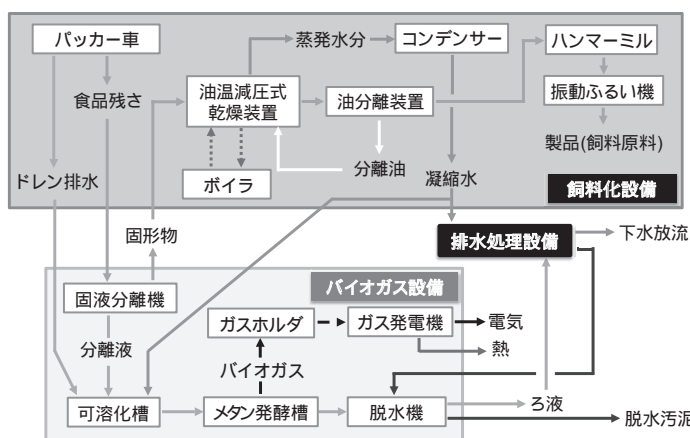 パッカー車
蒸発水分
コンデンサー
ハンマーミル
食品残さ
油温減圧式
乾燥装置
油分離装置
振動ふるい機
製品(飼料原料)
ドレン排水
ボイラ
分離油
凝縮水
飼料化設備
固形物
排水処理設備
下水放流
バイオガス設備
固液分離機
ガスホルダ
ガス発電機
電気
分離液
熱
バイオガス
可溶化槽
メタン発酵槽
脱水機
ろ液
脱水汚泥